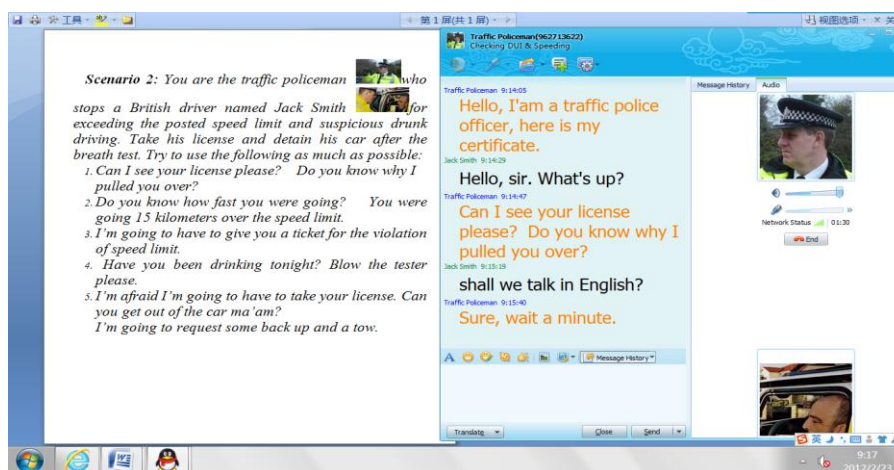 工具
第1屏(共1屏)
视图选项
关
Scenario 2: You are the traffic policeman who
stops a British driver named Jack Smith for
exceeding the posted speed limit and suspicious drunk
driving. Take his license and detain his car after the
breath test. Try to use the following as much as possible:
1. Can I see your license please? Do you know why I
pulled you over?
2. Do you know how fast you were going? You were
going 15 kilometers over the speed limit.
3. I'm going to have to give you a ticket for the violation
of speed limit.
4. Have you been drinking tonight? Blow the tester
please.
5. I'm afraid I'm going to have to take your license. Can
you get out of the car ma'am?
I'm going to request some back up and a tow.
Traffic Policeman(962713622)
Checking DUI & Speeding
Traffic Policeman 9:14:05
Hello, I'am a traffic police
officer, here is my
certificate.
Jack Smith 9:14:29
Hello, sir. What's up?
Traffic Policeman 9:14:47
Can I see your license
please? Do you know why I
pulled you over?
Jack Smith 9:15:19
shall we talk in English?
Traffic Policeman 9:15:40
Sure, wait a minute.
Message History
Translate
Close
Send
Message History
Audio
Network Status 01:30
End
英
9:17
2012/2/23